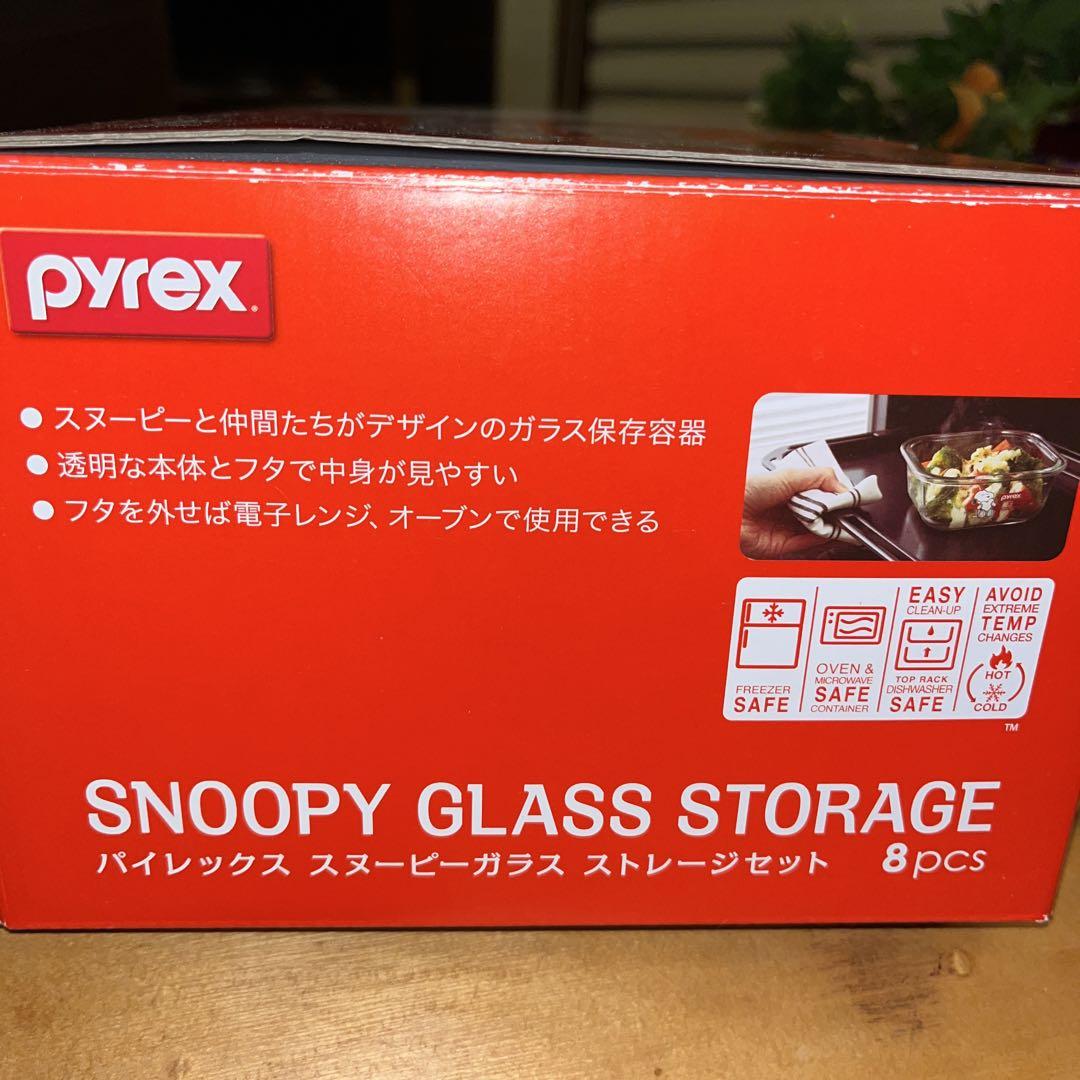 pyrex®
● スヌーピーと仲間たちがデザインのガラス保存容器
● 透明な本体とフタで中身が見やすい
● フタを外せば電子レンジ、オーブンで使用できる
pyrex
FREEZER
SAFE
OVEN &
MICROWAVE
SAFE
CONTAINER
EASY
CLEAN-UP
TOP RACK
DISHWASHER
SAFE
AVOID
EXTREME
TEMP
CHANGES
HOT
COLD
TM
SNOOPY GLASS STORAGE
パイレックス スヌーピーガラス ストレージセット 8pcs